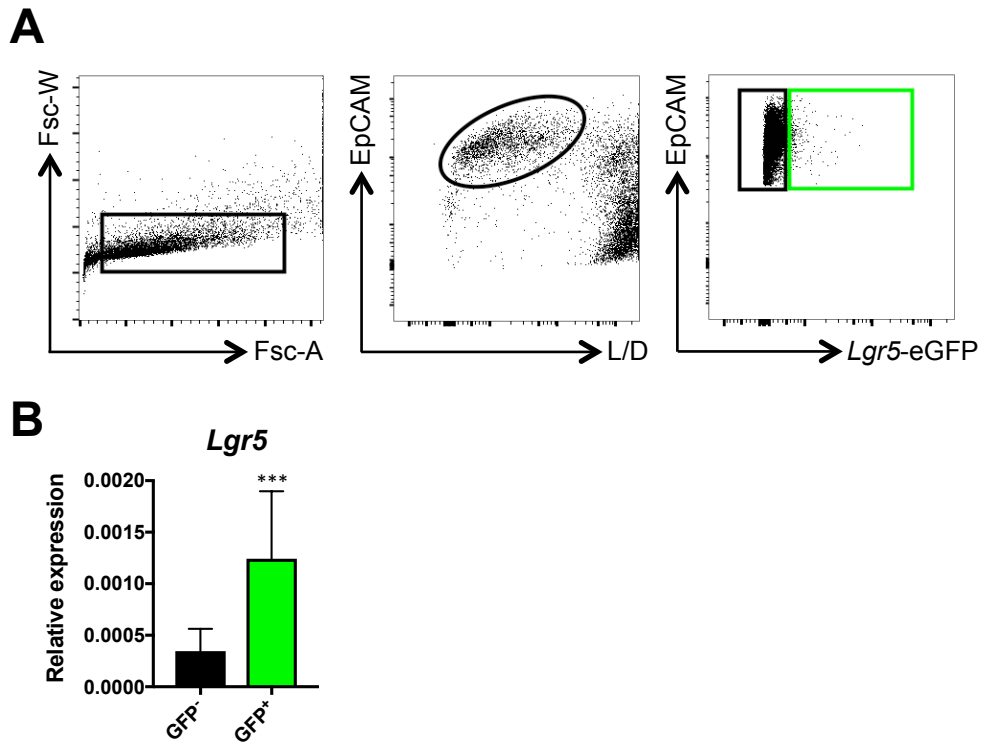 A
Fsc-W
Fsc-A
EpCAM
L/D
EpCAM
Lgr5-eGFP
B
Lgr5
Relative expression
0.0020
0.0015
0.0010
0.0005
0.0000
***
GFP-
GFP+